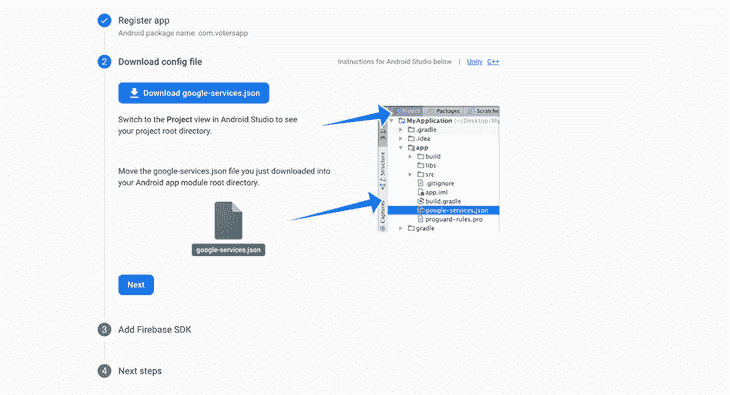 Register app
Android package name: com.votersapp
2 Download config file
Instructions for Android Studio below | Unity C++
Download google-services.json
Switch to the Project view in Android Studio to see
your project root directory.
Move the google-services.json file you just downloaded into
your Android app module root directory.
google-services.json
Project Packages Scratches
MyApplication (~/Desktop/My
.gradle
.idea
app
build
libs
src
.gitignore
app.iml
build.gradle
google-services.json
proguard-rules.pro
gradle
Z: Structure
Captures
Next
3 Add Firebase SDK
4 Next steps